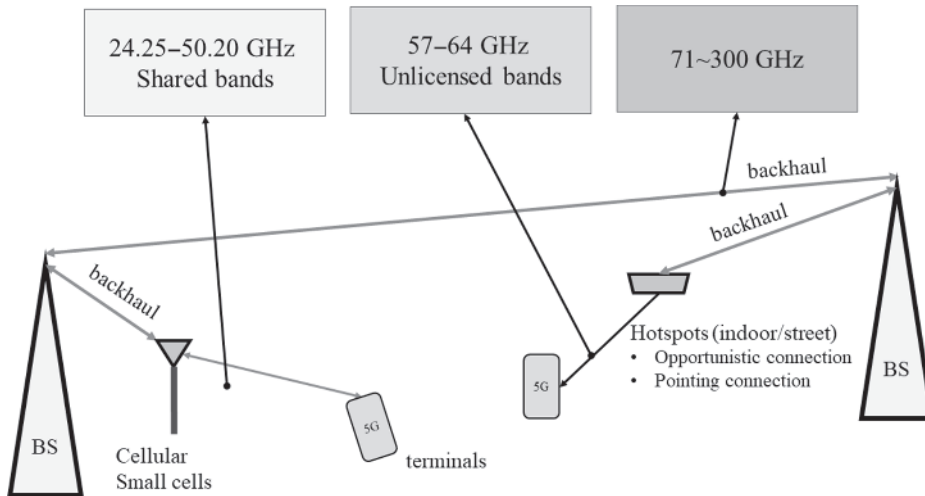 24.25–50.20 GHz
Shared bands
57–64 GHz
Unlicensed bands
71~300 GHz
backhaul
backhaul
backhaul
Hotspots (indoor/street)
• Opportunistic connection
• Pointing connection
BS
BS
5G
5G
Cellular
Small cells
terminals